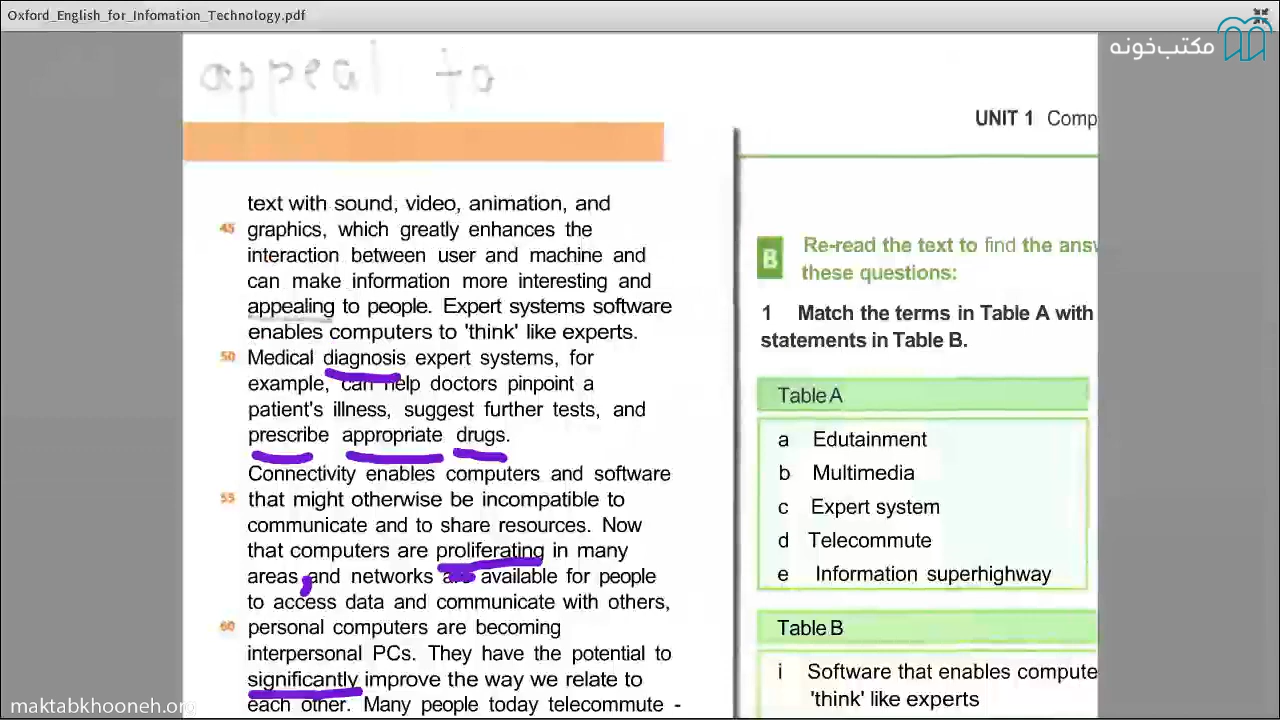 Oxford_English_for_Infomation_Technology.pdf
مکتب‌خونه
appeal to
UNIT 1 Comp
text with sound, video, animation, and
45 graphics, which greatly enhances the
interaction between user and machine and
can make information more interesting and
appealing to people. Expert systems software
enables computers to 'think' like experts.
50 Medical diagnosis expert systems, for
example, can help doctors pinpoint a
patient's illness, suggest further tests, and
prescribe appropriate drugs.
Connectivity enables computers and software
55 that might otherwise be incompatible to
communicate and to share resources. Now
that computers are proliferating in many
areas, and networks are available for people
to access data and communicate with others,
60 personal computers are becoming
interpersonal PCs. They have the potential to
significantly improve the way we relate to
each other. Many people today telecommute -
B Re-read the text to find the answ
these questions:
1 Match the terms in Table A with
statements in Table B.
Table A
a Edutainment
b Multimedia
c Expert system
d Telecommute
e Information superhighway
Table B
i Software that enables compute
'think' like experts
maktabkhooneh.org